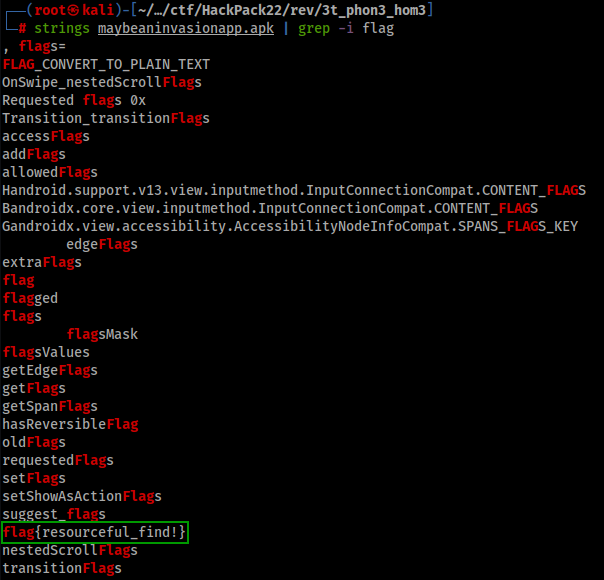 ┌──(root㉿kali)-[~/…/ctf/HackPack22/rev/3t_phon3_hom3]
└─# strings maybeaninvasionapp.apk | grep -i flag
, flags=
FLAG_CONVERT_TO_PLAIN_TEXT
OnSwipe_nestedScrollFlags
Requested flags 0x
Transition_transitionFlags
accessFlags
addFlags
allowedFlags
Handroid.support.v13.view.inputmethod.InputConnectionCompat.CONTENT_FLAGS
Bandroidx.core.view.inputmethod.InputConnectionCompat.CONTENT_FLAGS
Gandroidx.view.accessibility.AccessibilityNodeInfoCompat.SPANS_FLAGS_KEY
edgeFlags
extraFlags
flag
flagged
flags
flagsMask
flagsValues
getEdgeFlags
getFlags
getSpanFlags
hasReversibleFlag
oldFlags
requestedFlags
setFlags
setShowAsActionFlags
suggest_flags
flag{resourceful_find!}
nestedScrollFlags
transitionFlags